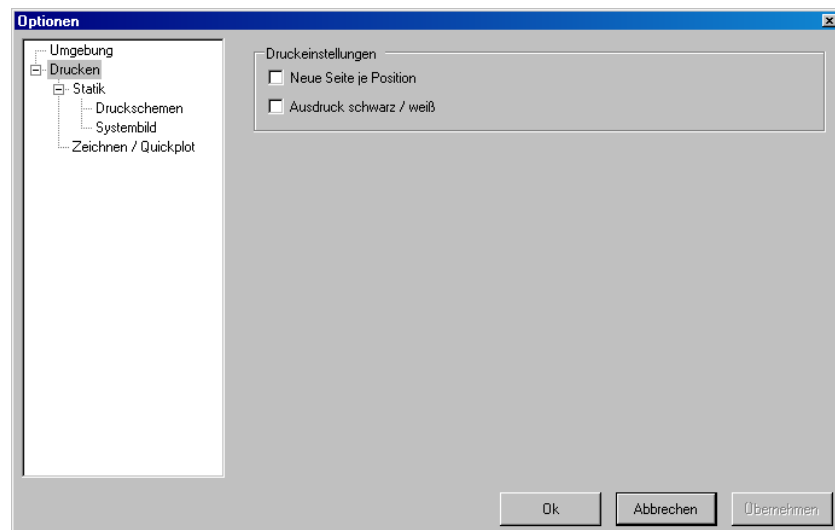 Optionen
Umgebung
Drucken
Statik
Druckschemen
Systembild
Zeichnen / Quickplot
Druckeinstellungen
Neue Seite je Position
Ausdruck schwarz / weiß
Ok
Abbrechen
Übernehmen